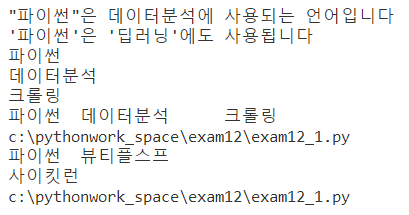 "파이썬"은 데이터분석에 사용되는 언어입니다
'파이썬'은 '딥러닝'에도 사용됩니다
파이썬
데이터분석
크롤링
파이썬  데이터분석      크롤링
c:\pythonwork_space\exam12\exam12_1.py
파이썬  뷰티플스프
사이킷런
c:\pythonwork_space\exam12\exam12_1.py